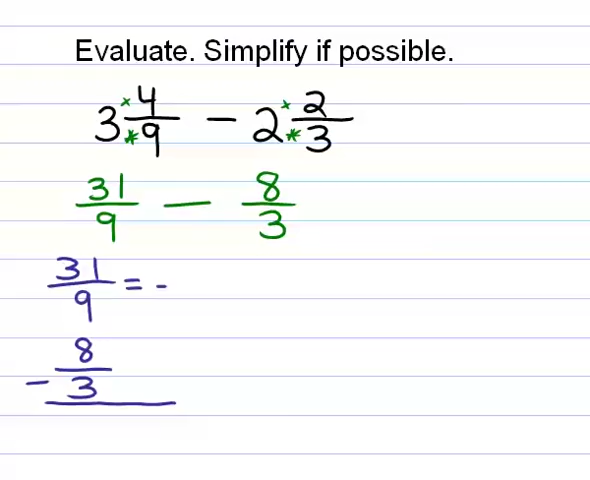 Evaluate. Simplify if possible.
3 4/9 - 2 2/3
31/9 - 8/3
31/9 = -
- 8/3